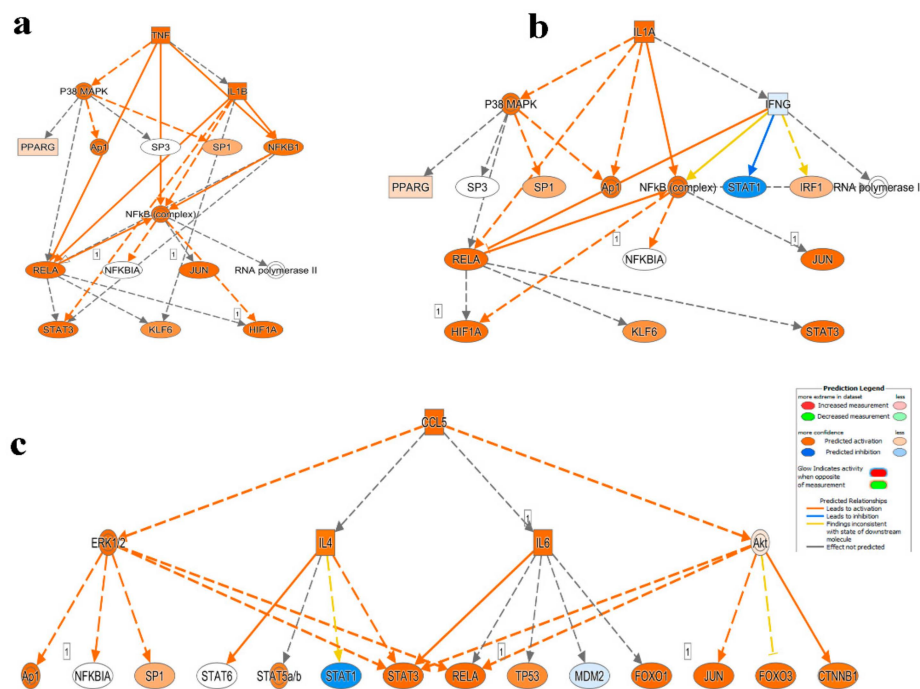 a
TNF
P38 MAPK
IL1B
PPARG
Ap1
SP3
SP1
NFKB1
NFkB (complex)
1
1
RELA
NFKBIA
JUN
RNA polymerase II
1
STAT3
KLF6
HIF1A
b
IL1A
P38 MAPK
IFNG
PPARG
SP3
SP1
Ap1
NFkB (complex)
STAT1
IRF1
RNA polymerase I
1
1
RELA
NFKBIA
JUN
1
HIF1A
KLF6
STAT3
c
CCL5
1
ERK1/2
IL4
IL6
Akt
1
1
1
Ap1
NFKBIA
SP1
STAT6
STAT5a/b
STAT1
STAT3
RELA
TP53
MDM2
FOXO1
JUN
FOXO3
CTNNB1
Prediction Legend
more extreme in dataset less
Increased measurement
Decreased measurement
more confidence less
Predicted activation
Predicted inhibition
Glow Indicates activity
when opposite
of measurement
Predicted Relationships
Leads to activation
Leads to inhibition
Findings inconsistent
with state of downstream
molecule
Effect not predicted